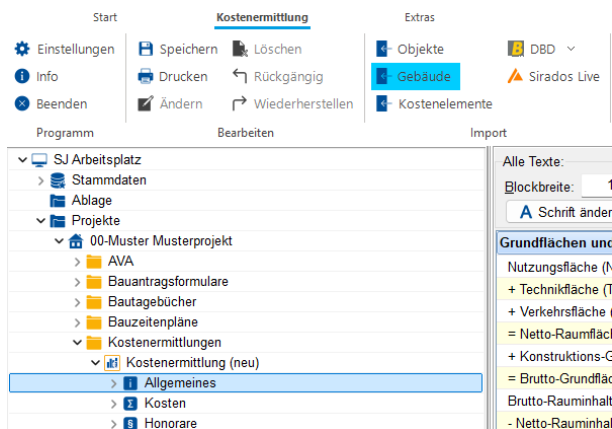 Start Kostenermittlung Extras
Einstellungen Speichern Löschen Objekte DBD
Info Drucken Rückgängig Gebäude Sirados Live
Beenden Ändern Wiederherstellen Kostenelemente
Programm Bearbeiten Import
SJ Arbeitsplatz
Stammdaten
Ablage
Projekte
00-Muster Musterprojekt
AVA
Bauantragsformulare
Bautagebücher
Bauzeitenpläne
Kostenermittlungen
Kostenermittlung (neu)
Allgemeines
Kosten
Honorare
Alle Texte:
Blockbreite: 1
A Schrift änder
Grundflächen und
Nutzungsfläche (N
+ Technikfläche (T
+ Verkehrsfläche (
= Netto-Raumfläc
+ Konstruktions-G
= Brutto-Grundfläc
Brutto-Rauminhalt
- Netto-Rauminhal